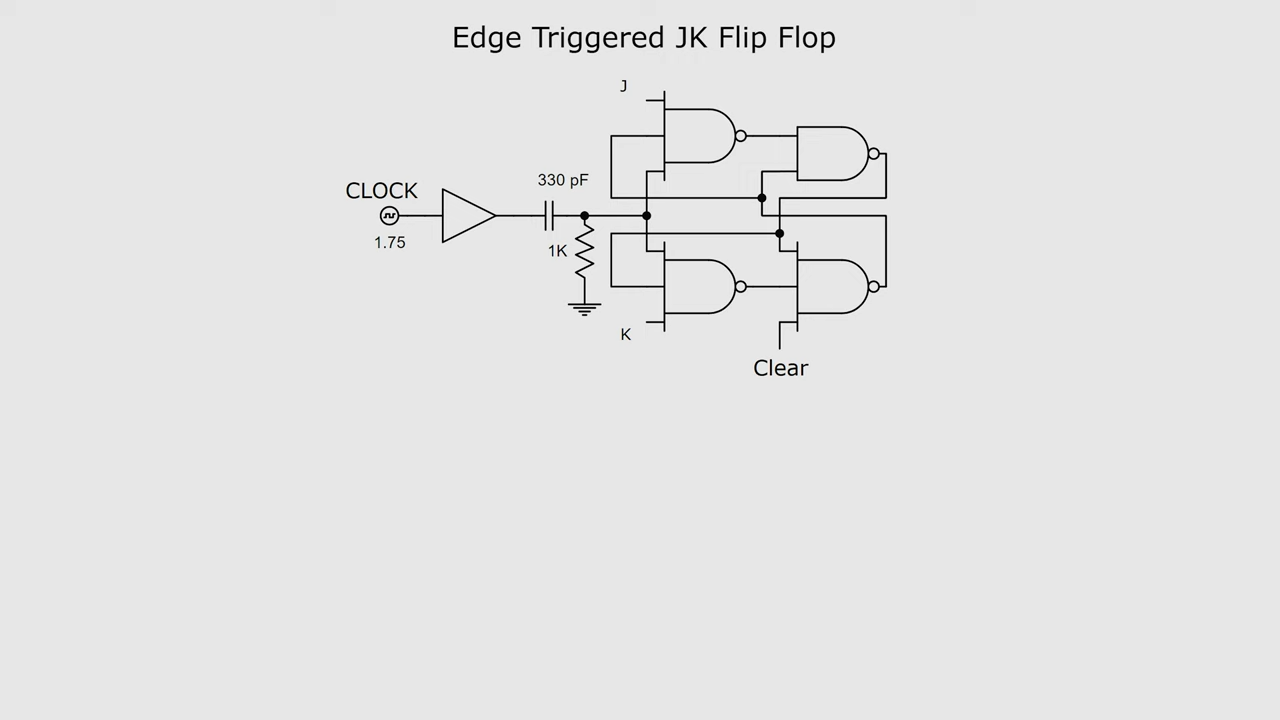 Edge Triggered JK Flip Flop
J
330 pF
CLOCK
1.75
1K
K
Clear